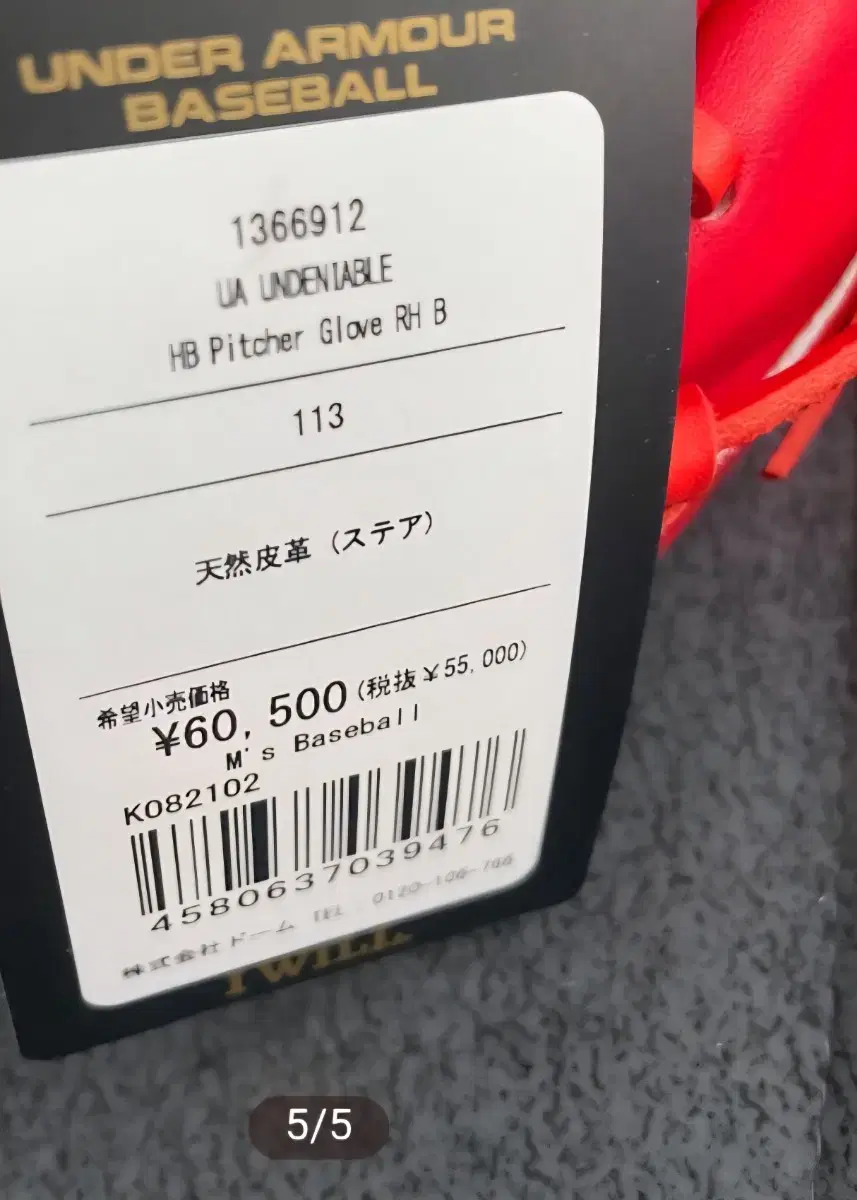 UNDER ARMOUR
BASEBALL
1366912
UA UNDENIABLE
HB Pitcher Glove RH B
113
天然皮革 (ステア)
希望小売価格
¥60,500(税抜¥55,000)
M's Baseball
K082102
4580637039476
株式会社ドーム TEL. 0120-106-766
I WILL.
5/5